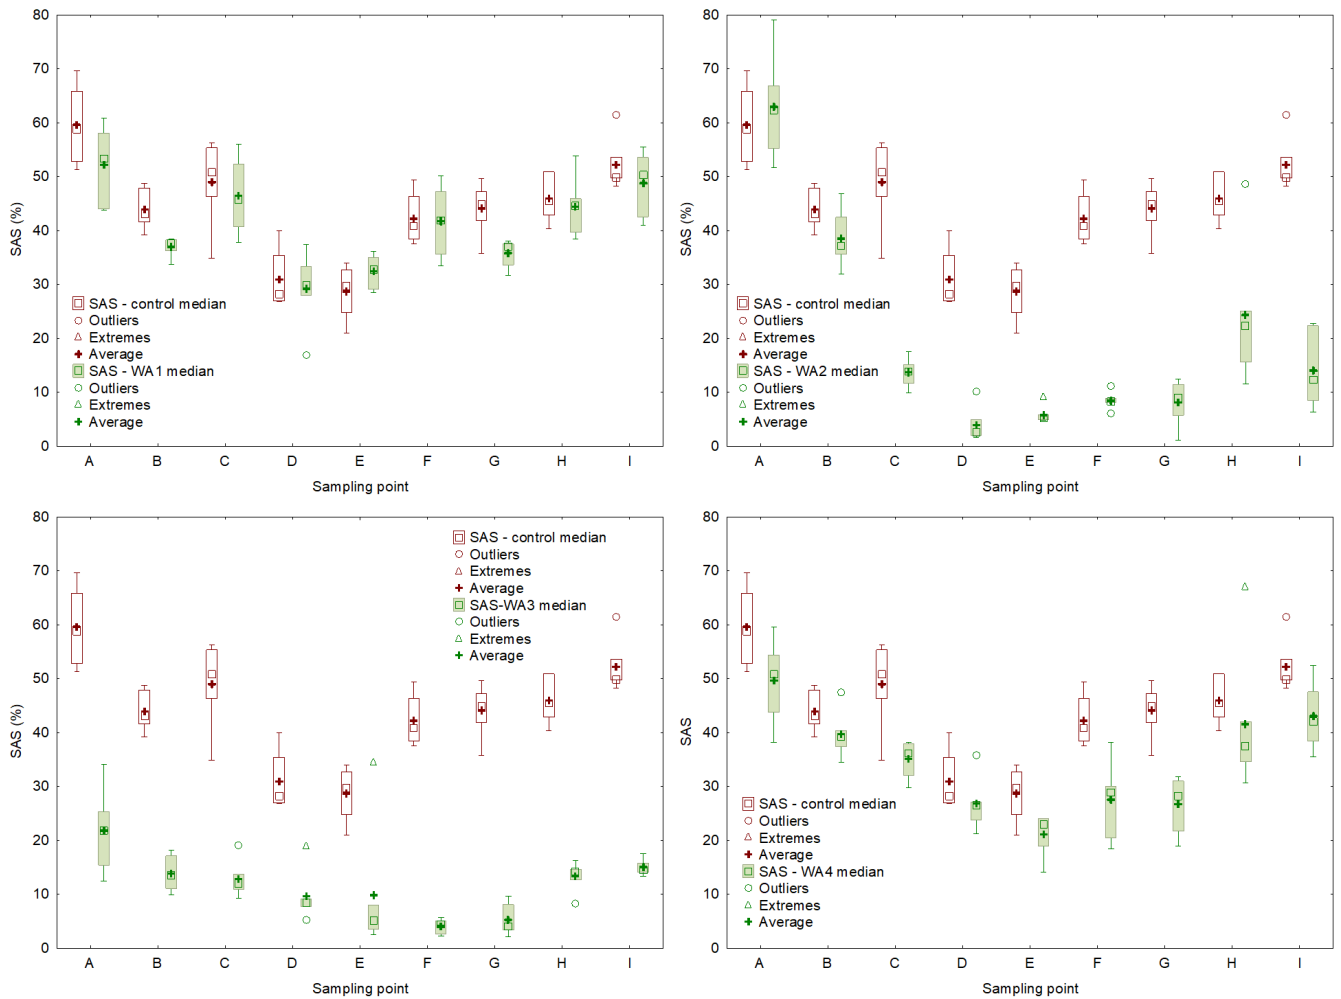 80
70
60
50
40
30
20
10
0
SAS (%)
SAS - control median
Outliers
Extremes
Average
SAS - WA1 median
Outliers
Extremes
Average
A B C D E F G H I
Sampling point
80
70
60
50
40
30
20
10
0
SAS (%)
SAS - control median
Outliers
Extremes
Average
SAS - WA2 median
Outliers
Extremes
Average
A B C D E F G H I
Sampling point
80
70
60
50
40
30
20
10
0
SAS (%)
SAS - control median
Outliers
Extremes
Average
SAS-WA3 median
Outliers
Extremes
Average
A B C D E F G H I
Sampling point
80
70
60
50
40
30
20
10
0
SAS
SAS - control median
Outliers
Extremes
Average
SAS - WA4 median
Outliers
Extremes
Average
A B C D E F G H I
Sampling point